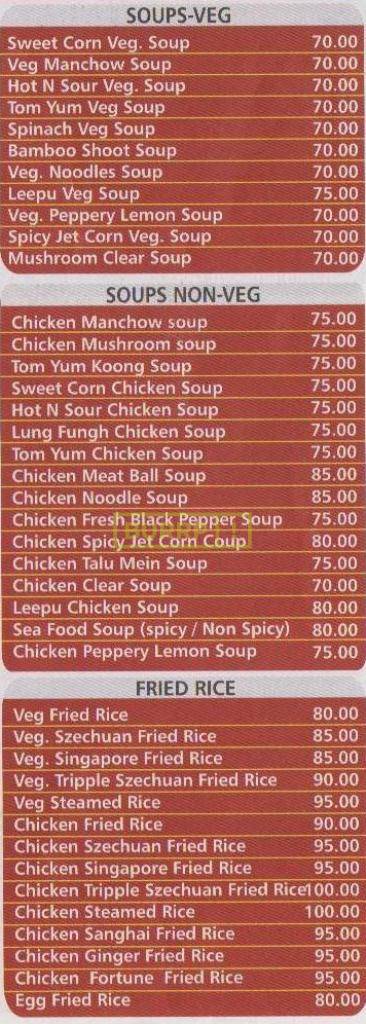 SOUPS-VEG
Sweet Corn Veg. Soup 70.00
Veg Manchow Soup 70.00
Hot N Sour Veg. Soup 70.00
Tom Yum Veg Soup 70.00
Spinach Veg Soup 70.00
Bamboo Shoot Soup 70.00
Veg. Noodles Soup 70.00
Leepu Veg Soup 75.00
Veg. Peppery Lemon Soup 70.00
Spicy Jet Corn Veg. Soup 70.00
Mushroom Clear Soup 70.00
SOUPS NON-VEG
Chicken Manchow soup 75.00
Chicken Mushroom soup 75.00
Tom Yum Koong Soup 75.00
Sweet Corn Chicken Soup 75.00
Hot N Sour Chicken Soup 75.00
Lung Fungh Chicken Soup 75.00
Tom Yum Chicken Soup 75.00
Chicken Meat Ball Soup 85.00
Chicken Noodle Soup 85.00
Chicken Fresh Black Pepper Soup 75.00
Chicken Spicy Jet Corn Coup 80.00
Chicken Talu Mein Soup 75.00
Chicken Clear Soup 70.00
Leepu Chicken Soup 80.00
Sea Food Soup (spicy / Non Spicy) 80.00
Chicken Peppery Lemon Soup 75.00
FRIED RICE
Veg Fried Rice 80.00
Veg. Szechuan Fried Rice 85.00
Veg. Singapore Fried Rice 85.00
Veg. Tripple Szechuan Fried Rice 90.00
Veg Steamed Rice 95.00
Chicken Fried Rice 90.00
Chicken Szechuan Fried Rice 95.00
Chicken Singapore Fried Rice 95.00
Chicken Tripple Szechuan Fried Rice 100.00
Chicken Steamed Rice 100.00
Chicken Sanghai Fried Rice 95.00
Chicken Ginger Fried Rice 95.00
Chicken Fortune Fried Rice 95.00
Egg Fried Rice 80.00